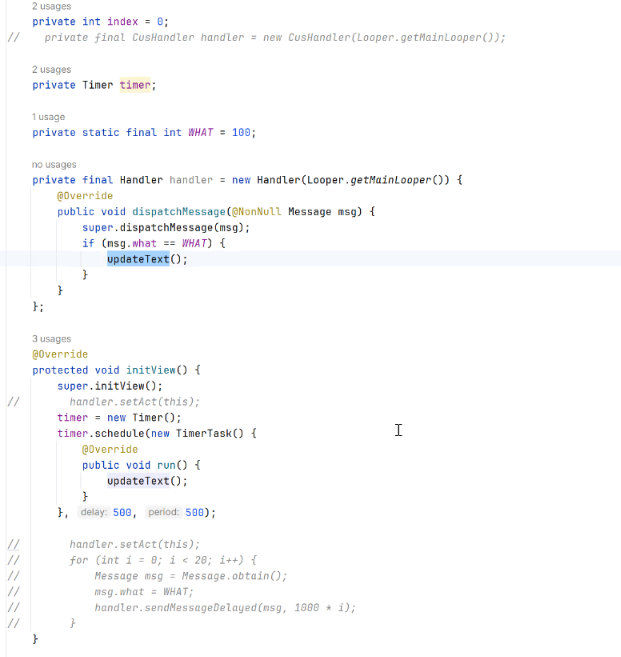 2 usages
private int index = 0;
//    private final CusHandler handler = new CusHandler(Looper.getMainLooper());
2 usages
private Timer timer;
1 usage
private static final int WHAT = 100;
no usages
private final Handler handler = new Handler(Looper.getMainLooper()) {
    @Override
    public void dispatchMessage(@NonNull Message msg) {
        super.dispatchMessage(msg);
        if (msg.what == WHAT) {
            updateText();
        }
    }
};
3 usages
@Override
protected void initView() {
    super.initView();
//        handler.setAct(this);
    timer = new Timer();
    timer.schedule(new TimerTask() {
        @Override
        public void run() {
            updateText();
        }
    }, delay: 500, period: 500);
//        handler.setAct(this);
//        for (int i = 0; i < 20; i++) {
//            Message msg = Message.obtain();
//            msg.what = WHAT;
//            handler.sendMessageDelayed(msg, 1000 * i);
//        }
}